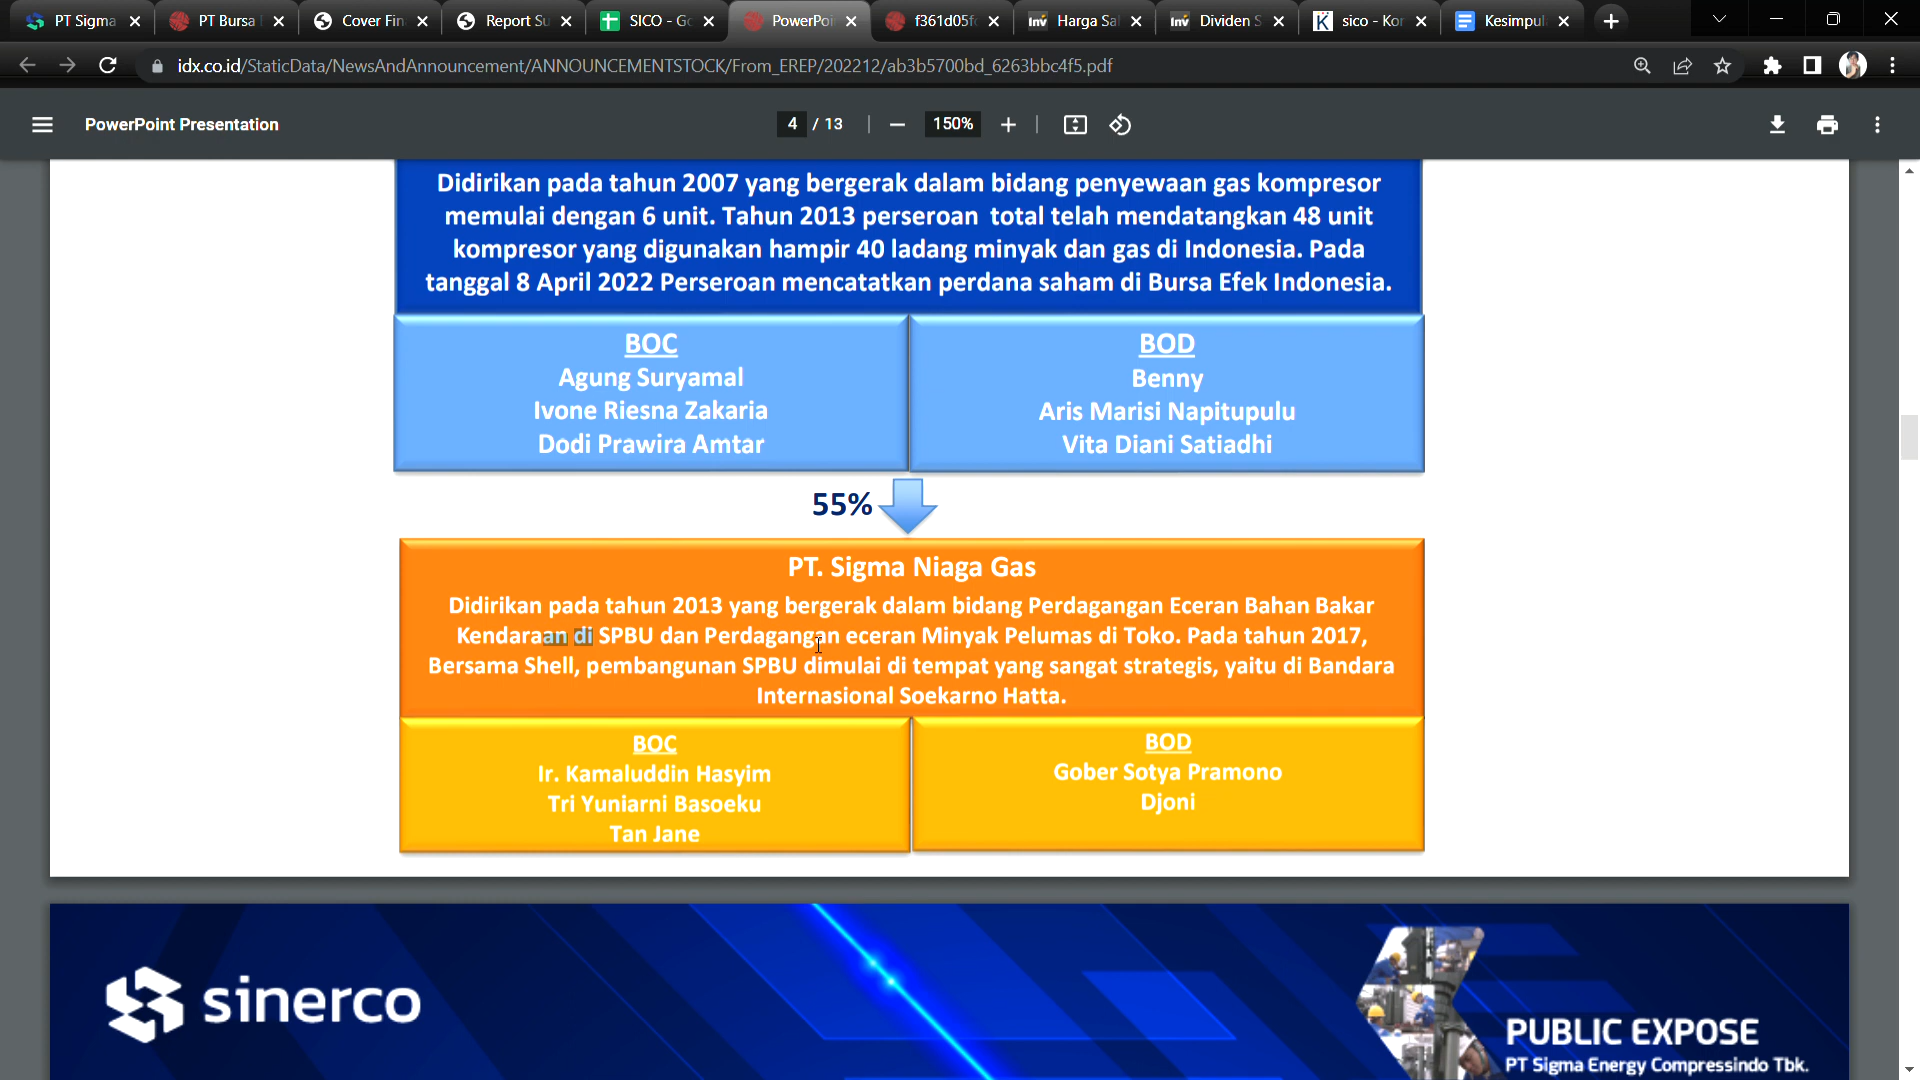 PT Sigma
PT Bursa
Cover Fin
Report Su
SICO - Go
PowerPoi
f361d05f
Harga Sa
Dividen S
sico - Kor
Kesimpul
idx.co.id/StaticData/NewsAndAnnouncement/ANNOUNCEMENTSTOCK/From_EREP/202212/ab3b5700bd_6263bbc4f5.pdf
PowerPoint Presentation
4 / 13
150%
Didirikan pada tahun 2007 yang bergerak dalam bidang penyewaan gas kompresor
memulai dengan 6 unit. Tahun 2013 perseroan total telah mendatangkan 48 unit
kompresor yang digunakan hampir 40 ladang minyak dan gas di Indonesia. Pada
tanggal 8 April 2022 Perseroan mencatatkan perdana saham di Bursa Efek Indonesia.
BOC
Agung Suryamal
Ivone Riesna Zakaria
Dodi Prawira Amtar
BOD
Benny
Aris Marisi Napitupulu
Vita Diani Satiadhi
55%
PT. Sigma Niaga Gas
Didirikan pada tahun 2013 yang bergerak dalam bidang Perdagangan Eceran Bahan Bakar
Kendaraan di SPBU dan Perdagangan eceran Minyak Pelumas di Toko. Pada tahun 2017,
Bersama Shell, pembangunan SPBU dimulai di tempat yang sangat strategis, yaitu di Bandara
Internasional Soekarno Hatta.
BOC
Ir. Kamaluddin Hasyim
Tri Yuniarni Basoeku
Tan Jane
BOD
Gober Sotya Pramono
Djoni
sinerco
PUBLIC EXPOSE
PT Sigma Energy Compressindo Tbk.